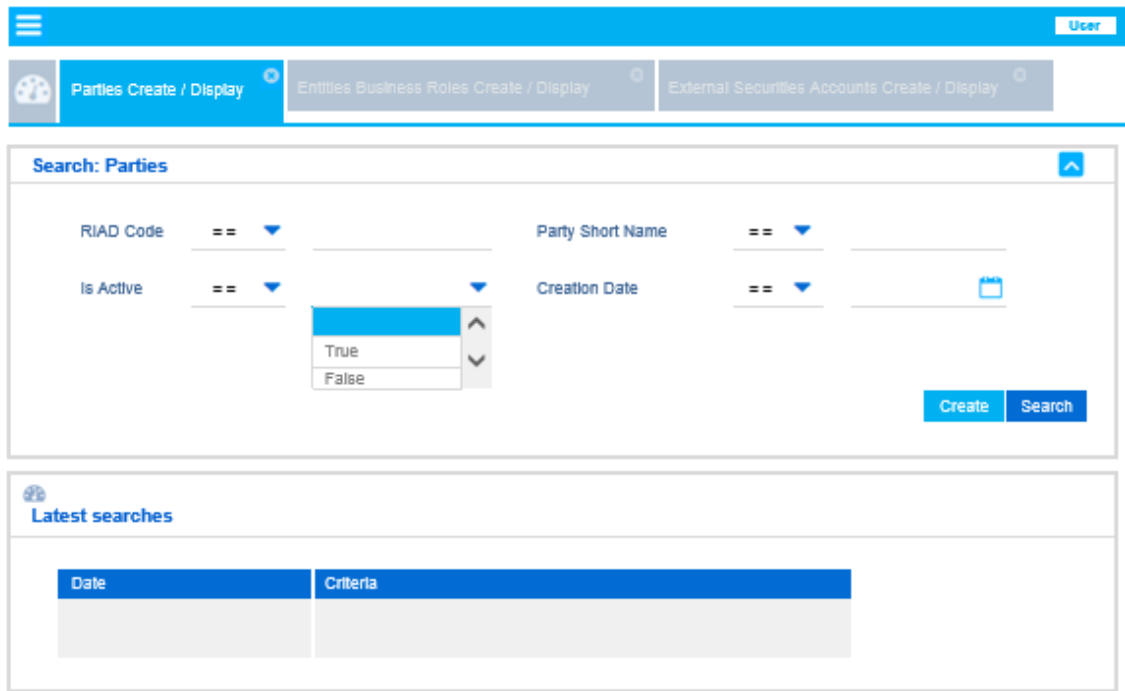 User
Parties Create / Display
Entities Business Roles Create / Display
External Securities Accounts Create / Display
Search: Parties
RIAD Code == Party Short Name ==
Is Active == Creation Date ==
True
False
Create Search
Latest searches
Date Criteria